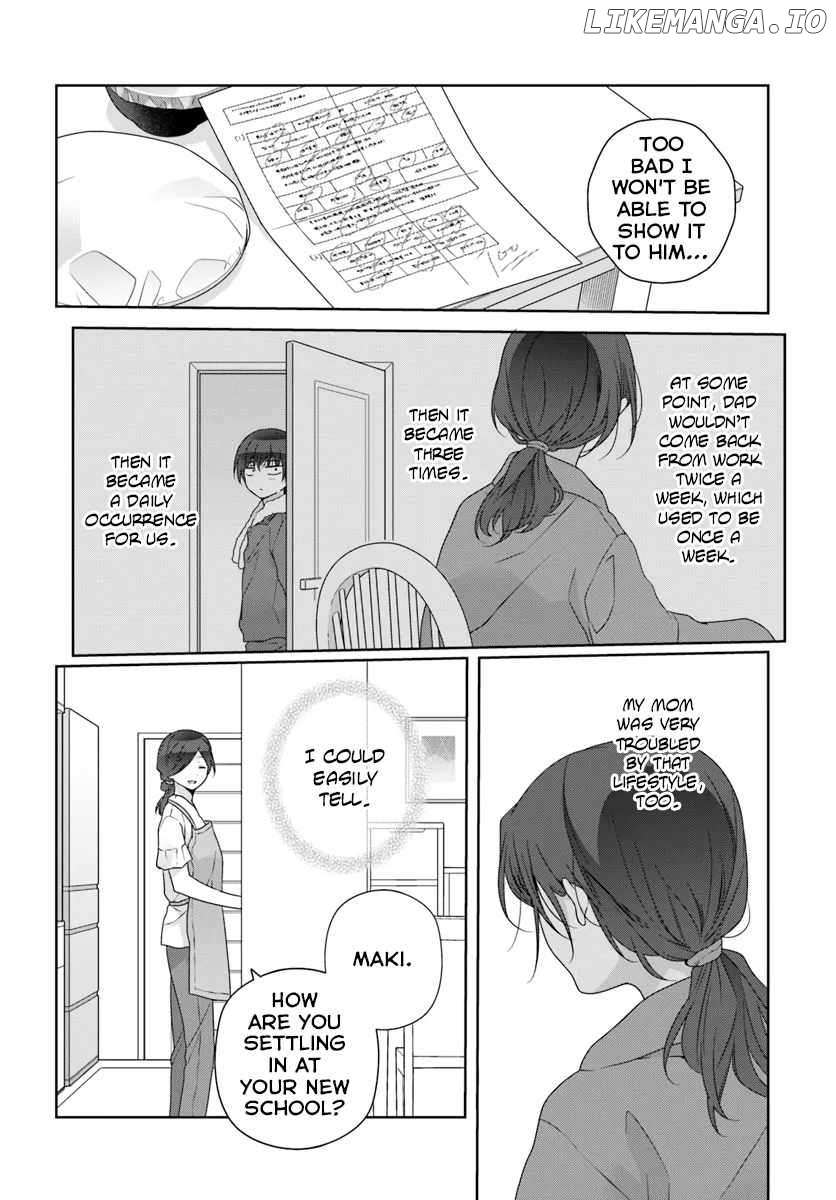 LIKEMANGA.IO
TOO
BAD I
WON'T BE
ABLE TO
SHOW IT
TO HIM...
AT SOME
POINT, DAD
WOULDN'T
COME BACK
FROM WORK
TWICE A
WEEK, WHICH
USED TO BE
ONCE A
WEEK.
THEN IT
BECAME
THREE
TIMES.
THEN IT
BECAME
A DAILY
OCCURRENCE
FOR US.
MY MOM
WAS VERY
TROUBLED
BY THAT
LIFESTYLE,
TOO.
I COULD
EASILY
TELL.
MAKI.
HOW
ARE YOU
SETTLING
IN AT
YOUR NEW
SCHOOL?